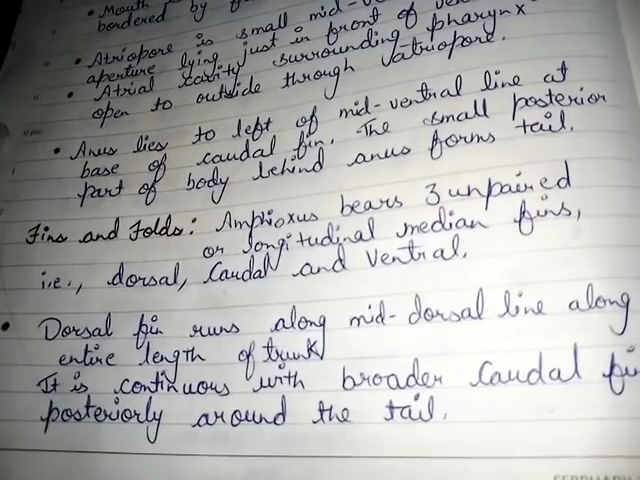 • Mouth
bordered by
• Atriopore is small mid-
aperture lying just in front of
• Atrial cavity surrounding pharynx
open to outside through atriopore.
• Anus lies to left of mid-ventral line at
base of caudal fin. The small posterior
part of body behind anus forms tail.
Fins and Folds: Amphioxus bears 3 unpaired
or longitudinal median fins,
i.e., dorsal, Caudal and Ventral.
• Dorsal fin runs along mid-dorsal line along
entire length of trunk
It is continuous with broader caudal
posteriorly around the tail.